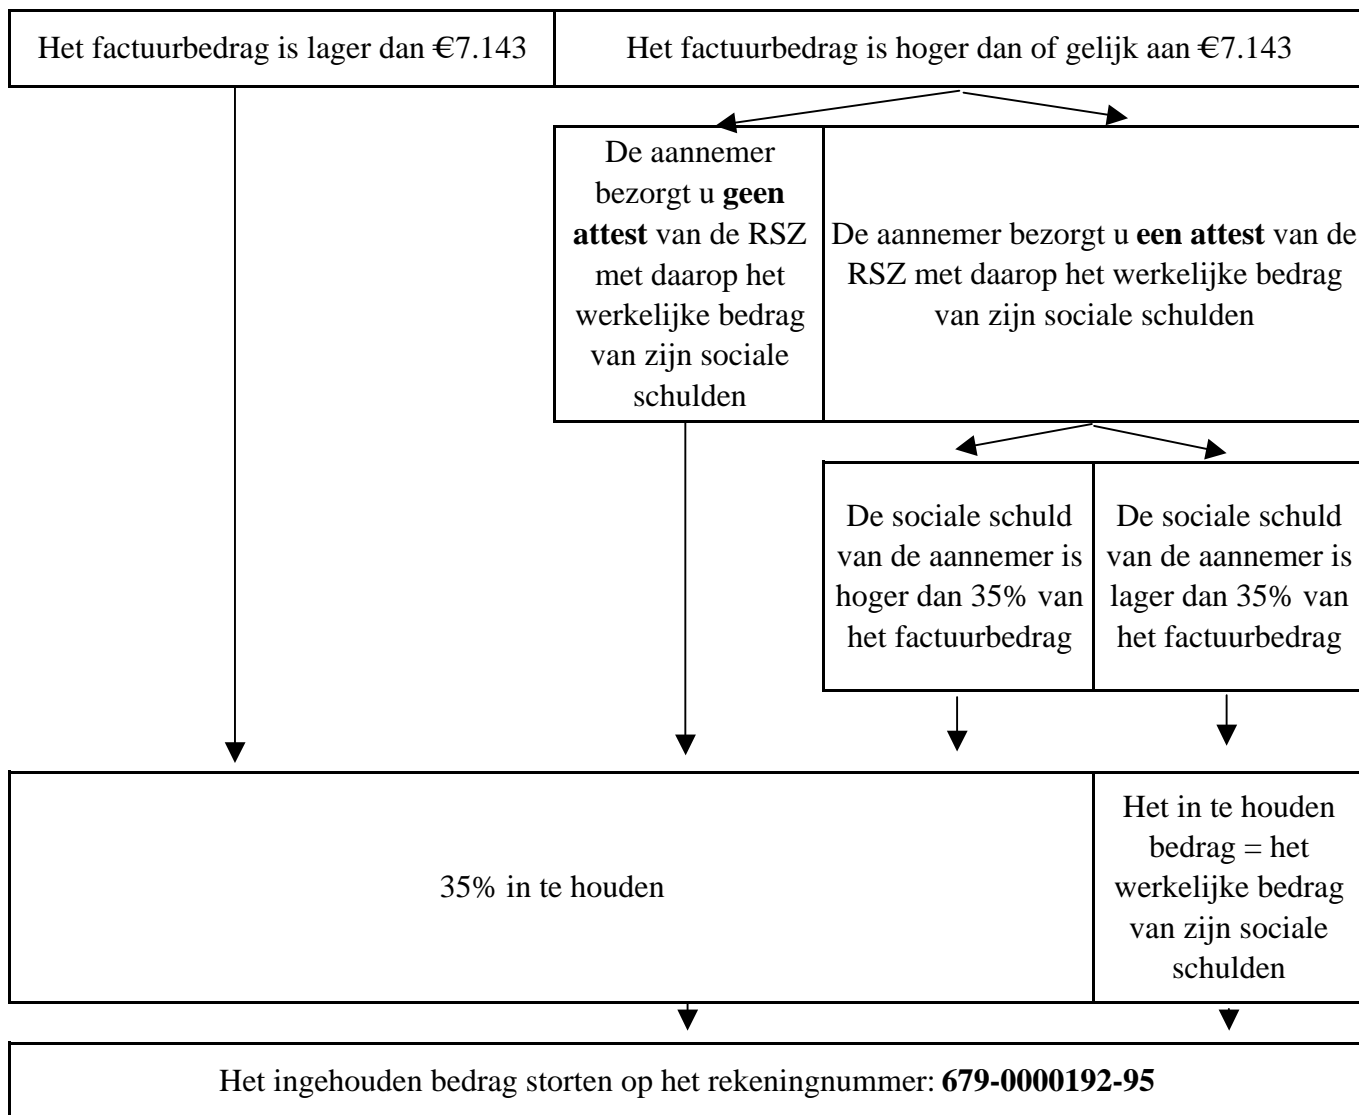 Het factuurbedrag is lager dan €7.143
Het factuurbedrag is hoger dan of gelijk aan €7.143
De aannemer
bezorgt u geen
attest van de RSZ
met daarop het
werkelijke bedrag
van zijn sociale
schulden
De aannemer bezorgt u een attest van de
RSZ met daarop het werkelijke bedrag
van zijn sociale schulden
De sociale schuld
van de aannemer is
hoger dan 35% van
het factuurbedrag
De sociale schuld
van de aannemer is
lager dan 35% van
het factuurbedrag
35% in te houden
Het in te houden
bedrag = het
werkelijke bedrag
van zijn sociale
schulden
Het ingehouden bedrag storten op het rekeningnummer: 679-0000192-95